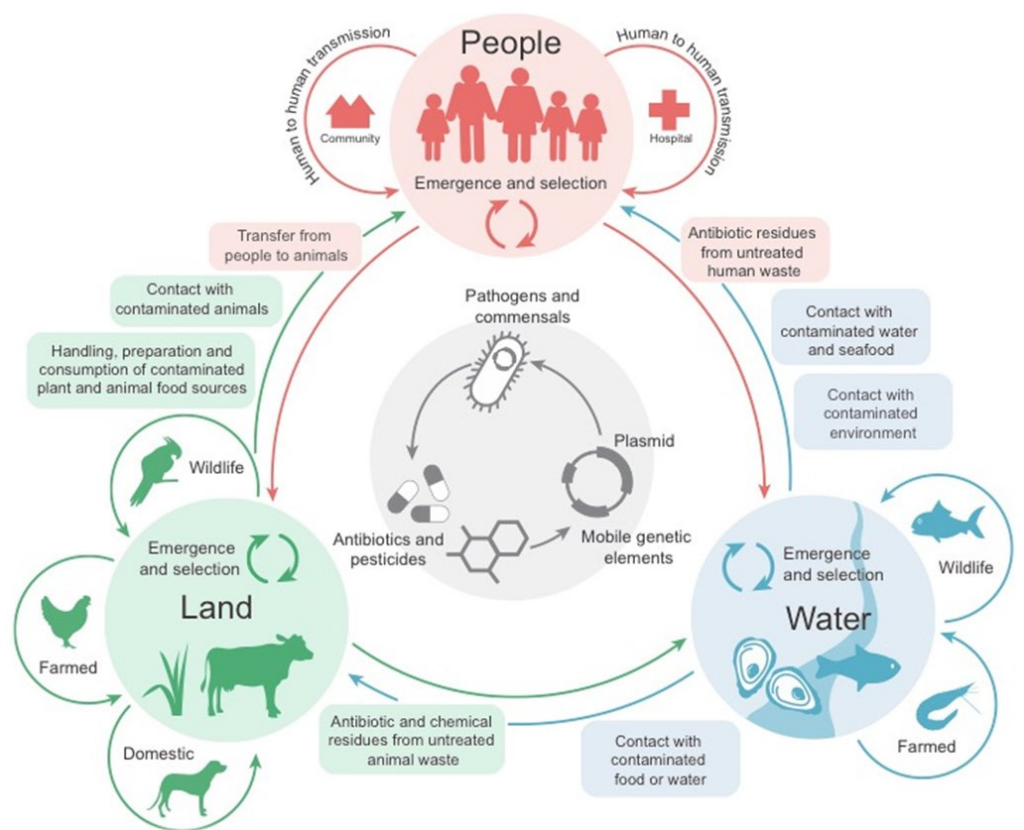 People
Human to human transmission
Human to human transmission
Community
Hospital
Emergence and selection
Transfer from
people to animals
Antibiotic residues
from untreated
human waste
Contact with
contaminated animals
Pathogens and
commensals
Contact with
contaminated water
and seafood
Handling, preparation and
consumption of contaminated
plant and animal food sources
Contact with
contaminated
environment
Plasmid
Wildlife
Antibiotics and
pesticides
Mobile genetic
elements
Emergence
and selection
Land
Farmed
Domestic
Emergence
and selection
Water
Wildlife
Farmed
Antibiotic and chemical
residues from untreated
animal waste
Contact with
contaminated
food or water